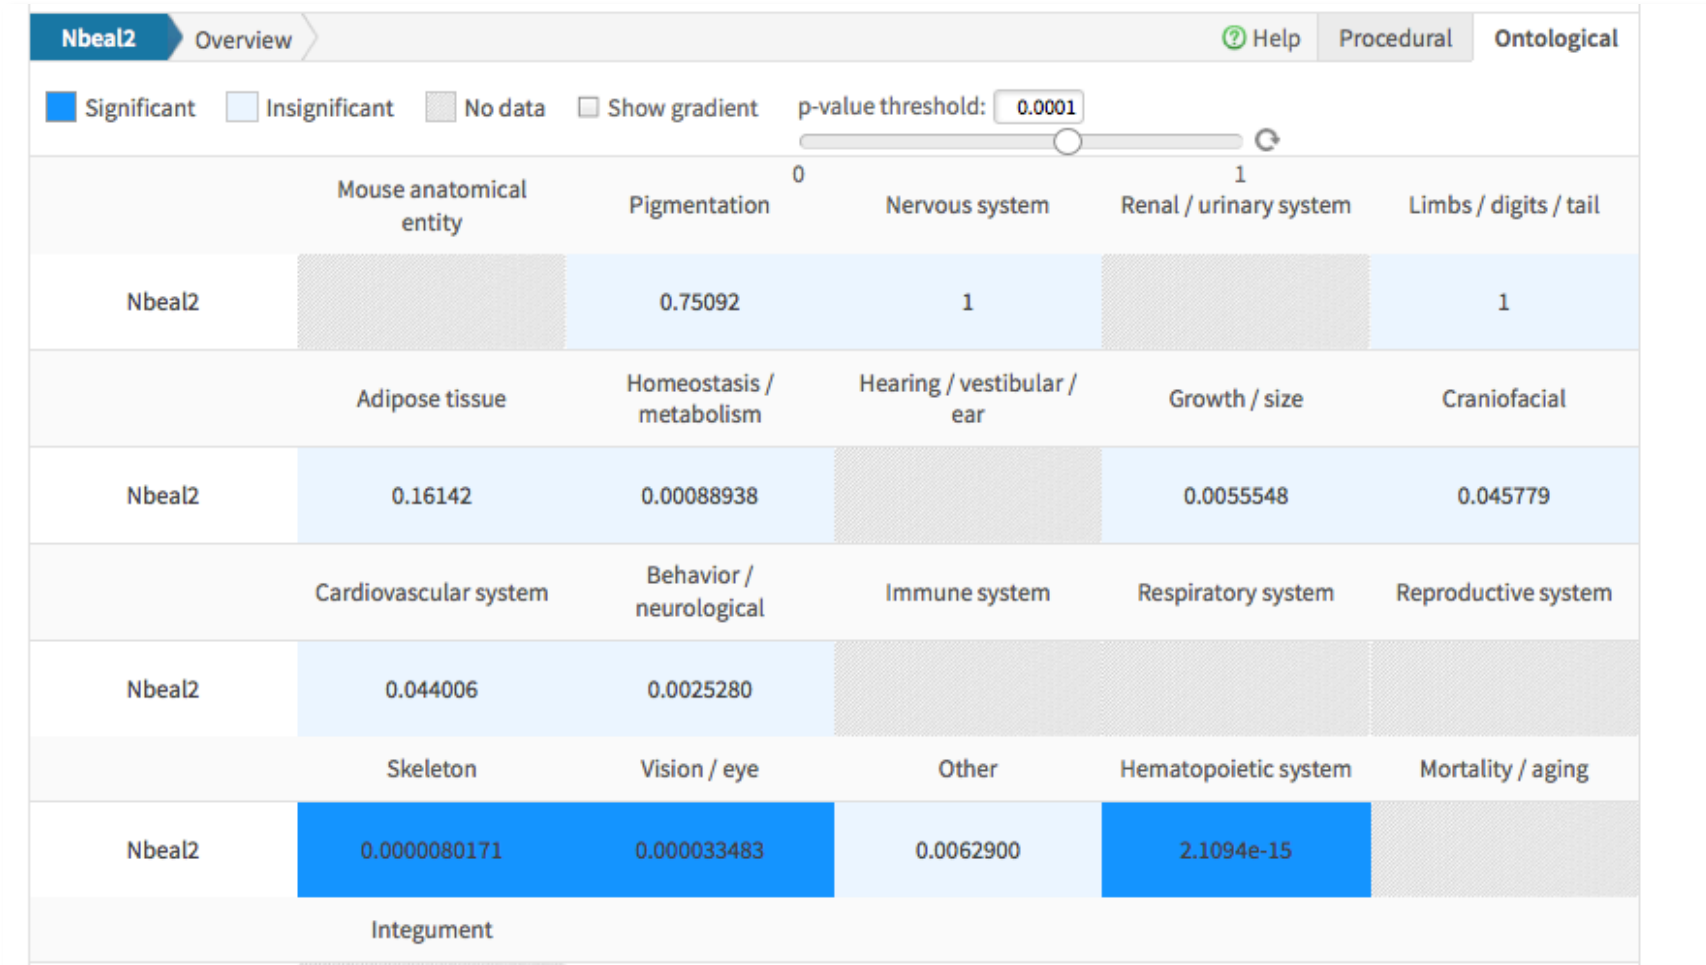 Nbeal2 Overview Help Procedural Ontological
Significant Insignificant No data Show gradient p-value threshold: 0.0001
0 1
Mouse anatomical
entity
Pigmentation Nervous system Renal / urinary system Limbs / digits / tail
Nbeal2 0.75092 1 1
Adipose tissue
Homeostasis /
metabolism
Hearing / vestibular /
ear
Growth / size Craniofacial
Nbeal2 0.16142 0.00088938 0.0055548 0.045779
Cardiovascular system
Behavior /
neurological
Immune system Respiratory system Reproductive system
Nbeal2 0.044006 0.0025280
Skeleton Vision / eye Other Hematopoietic system Mortality / aging
Nbeal2 0.0000080171 0.000033483 0.0062900 2.1094e-15
Integument